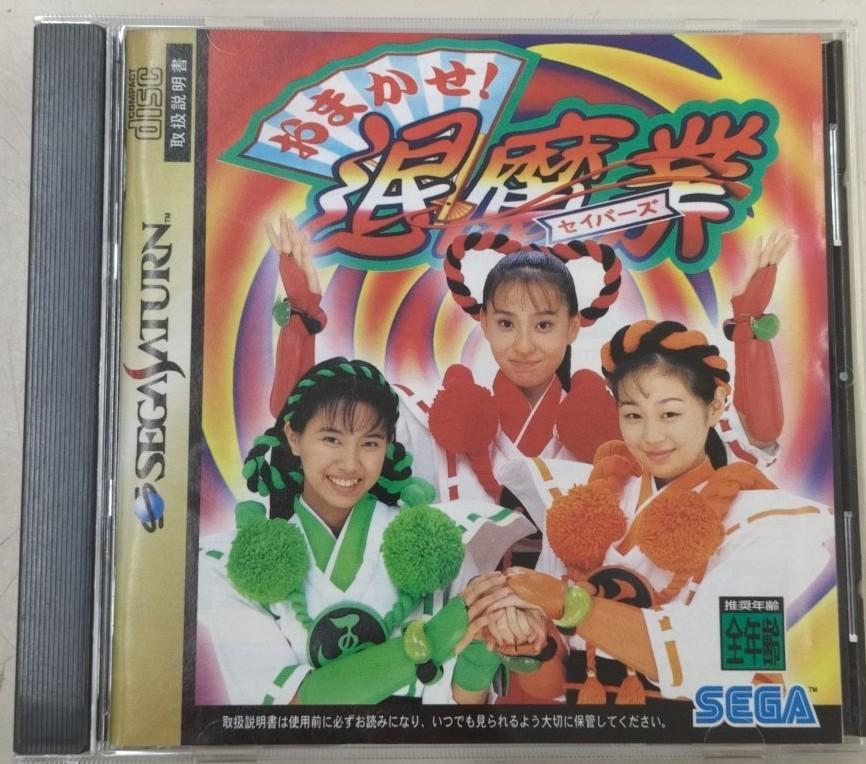 COMPACT
disc
取扱説明書
SEGA SATURN™
おまかせ!
退魔業
セイバーズ
推奨年齢
全年齢
SEGA™
取扱説明書は使用前に必ずお読みになり、いつでも見られるよう大切に保管してください。